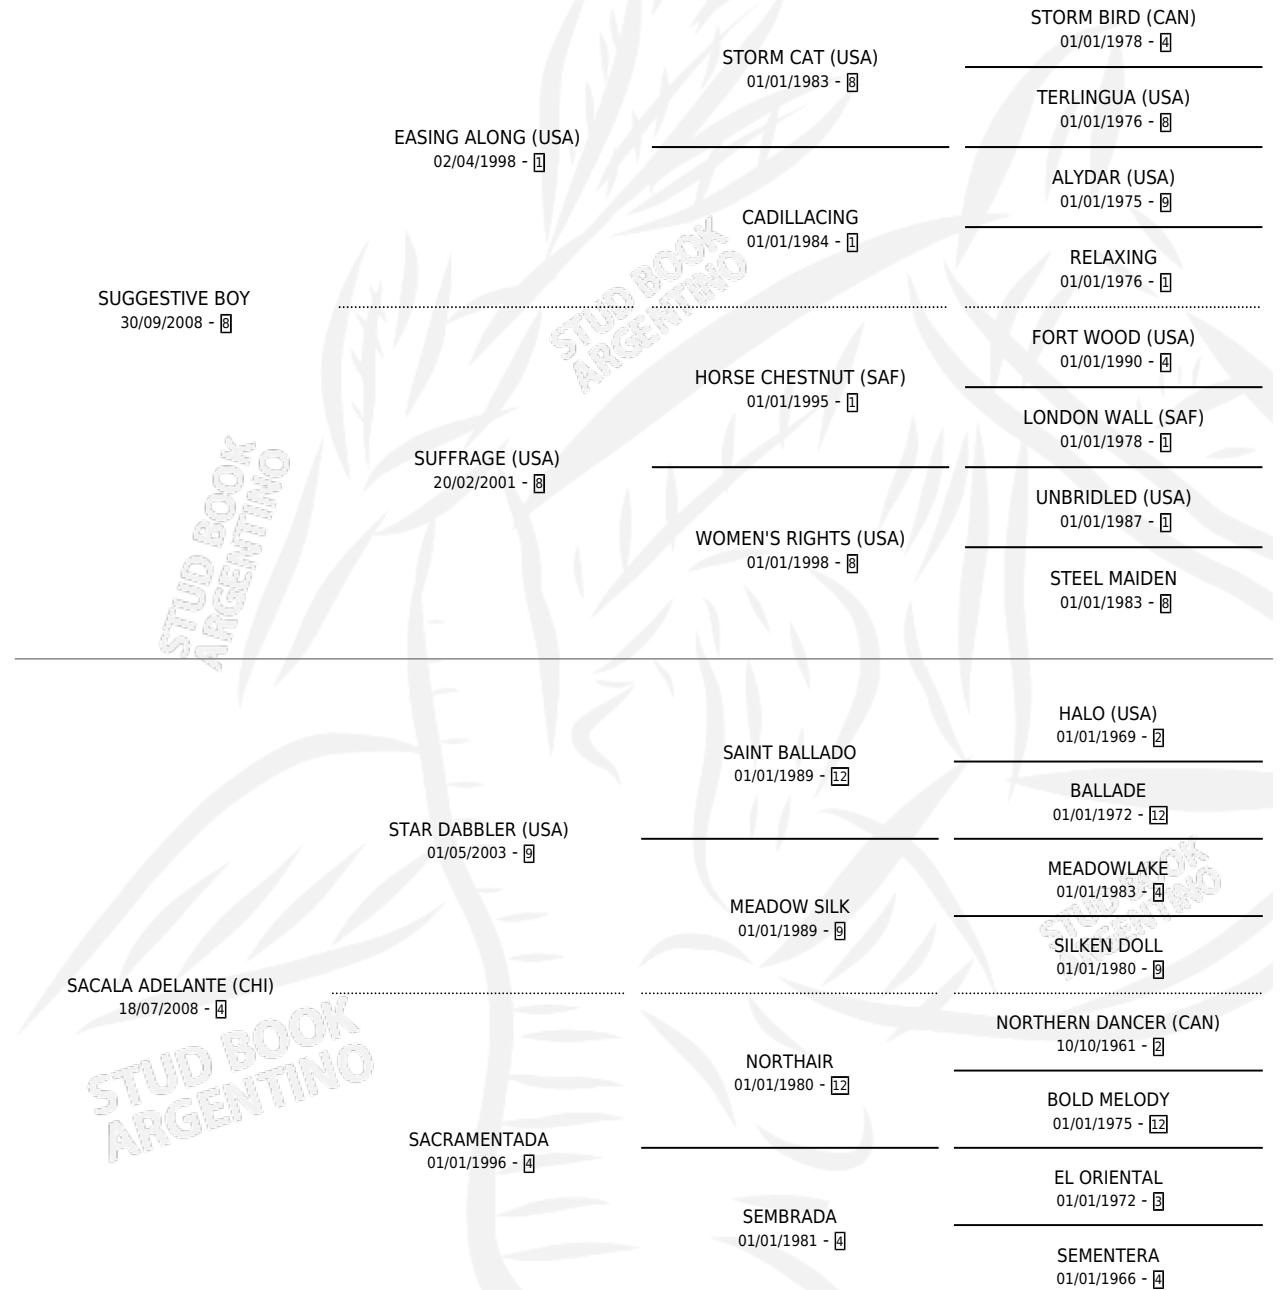 STORM BIRD (CAN)
01/01/1978 - 4
STORM CAT (USA)
01/01/1983 - 8
TERLINGUA (USA)
01/01/1976 - 8
EASING ALONG (USA)
02/04/1998 - 1
ALYDAR (USA)
01/01/1975 - 9
CADILLACING
01/01/1984 - 1
RELAXING
01/01/1976 - 1
SUGGESTIVE BOY
30/09/2008 - 8
FORT WOOD (USA)
01/01/1990 - 4
HORSE CHESTNUT (SAF)
01/01/1995 - 1
LONDON WALL (SAF)
01/01/1978 - 1
SUFFRAGE (USA)
20/02/2001 - 8
UNBRIDLED (USA)
01/01/1987 - 1
WOMEN'S RIGHTS (USA)
01/01/1998 - 8
STEEL MAIDEN
01/01/1983 - 8
HALO (USA)
01/01/1969 - 2
SAINT BALLADO
01/01/1989 - 12
BALLADE
01/01/1972 - 12
STAR DABBLER (USA)
01/05/2003 - 9
MEADOWLAKE
01/01/1983 - 4
MEADOW SILK
01/01/1989 - 9
SILKEN DOLL
01/01/1980 - 9
SACALA ADELANTE (CHI)
18/07/2008 - 4
NORTHERN DANCER (CAN)
10/10/1961 - 2
NORTHAIR
01/01/1980 - 12
BOLD MELODY
01/01/1975 - 12
SACRAMENTADA
01/01/1996 - 4
EL ORIENTAL
01/01/1972 - 3
SEMBRADA
01/01/1981 - 4
SEMENTERA
01/01/1966 - 4
STUD BOOK
ARGENTINO
STUD BOOK
ARGENTINO
STUD BOOK
ARGENTINO
STUD BOOK
ARGENTINO